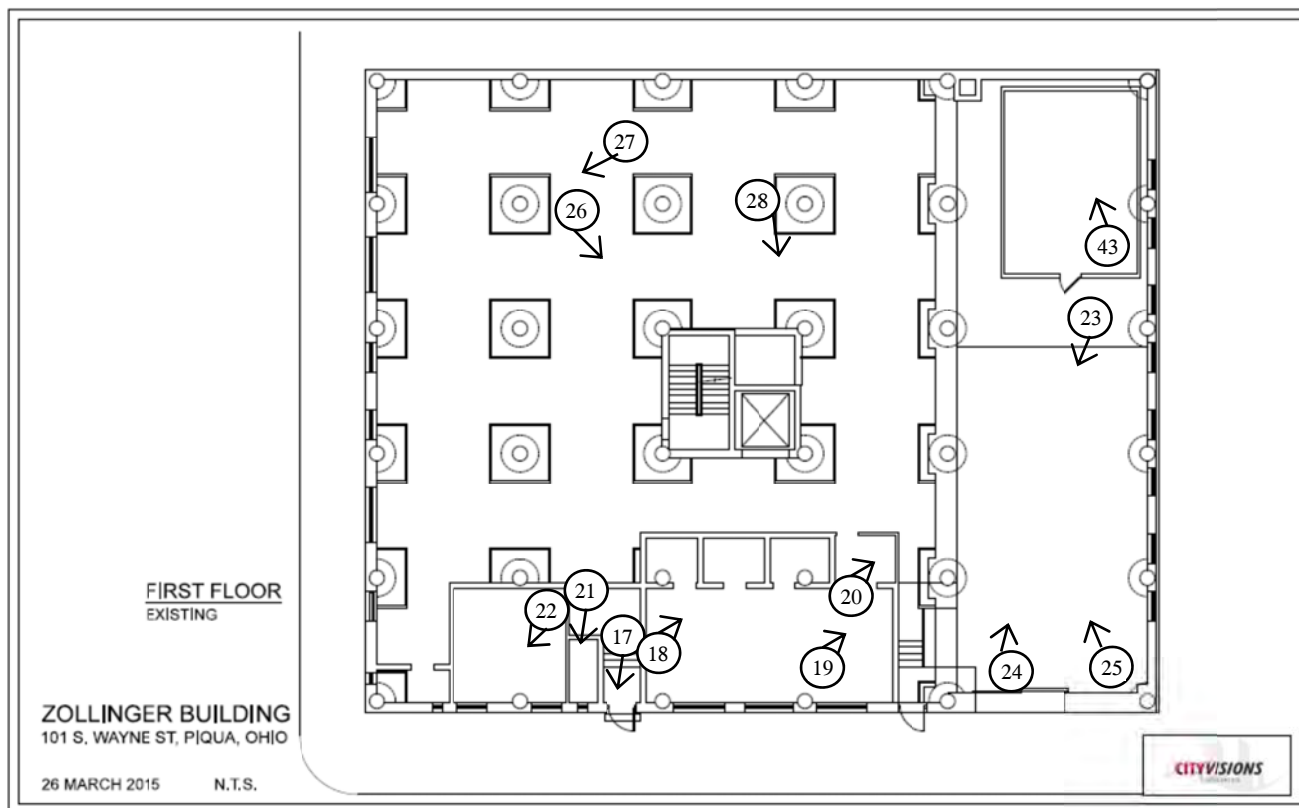 27
26
28
43
23
21
22
20
17
18
19
24
25
FIRST FLOOR
EXISTING
ZOLLINGER BUILDING
101 S, WAYNE ST, PIQUA, OHIO
26 MARCH 2015 N.T.S.
CITYVISIONS